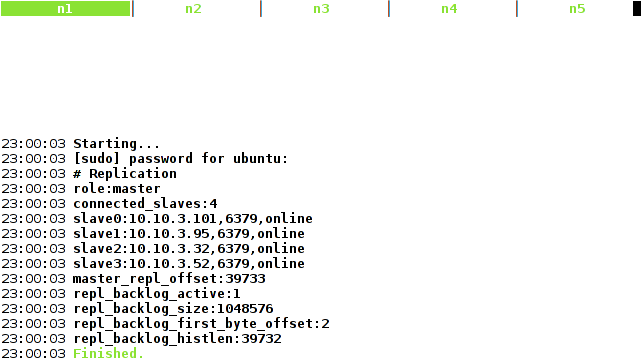 n1 | n2 | n3 | n4 | n5
23:00:03 Starting...
23:00:03 [sudo] password for ubuntu:
23:00:03 # Replication
23:00:03 role:master
23:00:03 connected_slaves:4
23:00:03 slave0:10.10.3.101,6379,online
23:00:03 slave1:10.10.3.95,6379,online
23:00:03 slave2:10.10.3.32,6379,online
23:00:03 slave3:10.10.3.52,6379,online
23:00:03 master_repl_offset:39733
23:00:03 repl_backlog_active:1
23:00:03 repl_backlog_size:1048576
23:00:03 repl_backlog_first_byte_offset:2
23:00:03 repl_backlog_histlen:39732
23:00:03 Finished.